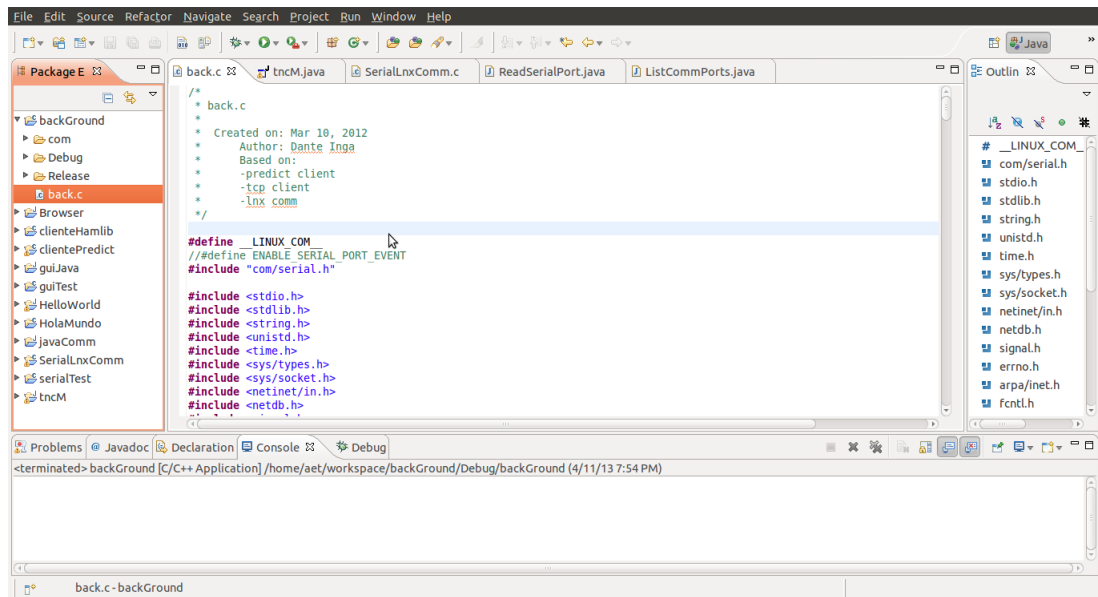 File Edit Source Refactor Navigate Search Project Run Window Help
Java »
Package E
back.c
tncM.java
SerialLnxComm.c
ReadSerialPort.java
ListCommPorts.java
Outlin
backGround
com
Debug
Release
back.c
Browser
clienteHamlib
clientePredict
guiJava
guiTest
HelloWorld
HolaMundo
javaComm
SerialLnxComm
serialTest
tncM
/*
* back.c
*
* Created on: Mar 10, 2012
* Author: Dante Inga
* Based on:
* -predict client
* -tcp client
* -lnx comm
*/
#define __LINUX_COM__
//#define ENABLE_SERIAL_PORT_EVENT
#include "com/serial.h"
#include <stdio.h>
#include <stdlib.h>
#include <string.h>
#include <unistd.h>
#include <time.h>
#include <sys/types.h>
#include <sys/socket.h>
#include <netinet/in.h>
#include <netdb.h>
# __LINUX_COM_
com/serial.h
stdio.h
stdlib.h
string.h
unistd.h
time.h
sys/types.h
sys/socket.h
netinet/in.h
netdb.h
signal.h
errno.h
arpa/inet.h
fcntl.h
Problems @ Javadoc Declaration Console Debug
<terminated> backGround [C/C++ Application] /home/aet/workspace/backGround/Debug/backGround (4/11/13 7:54 PM)
back.c - backGround